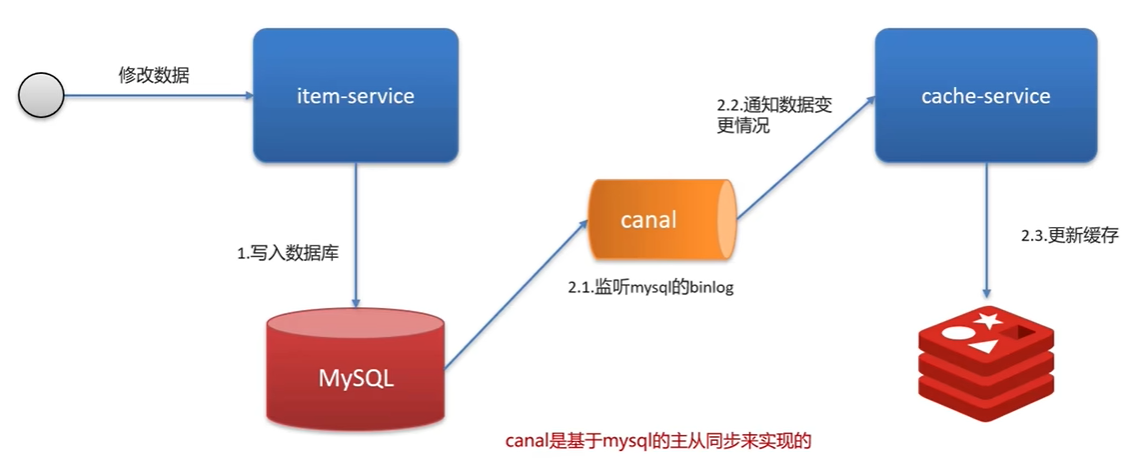 修改数据
item-service
cache-service
2.2.通知数据变
更情况
canal
1.写入数据库
2.3.更新缓存
2.1.监听mysql的binlog
MySQL
canal是基于mysql的主从同步来实现的